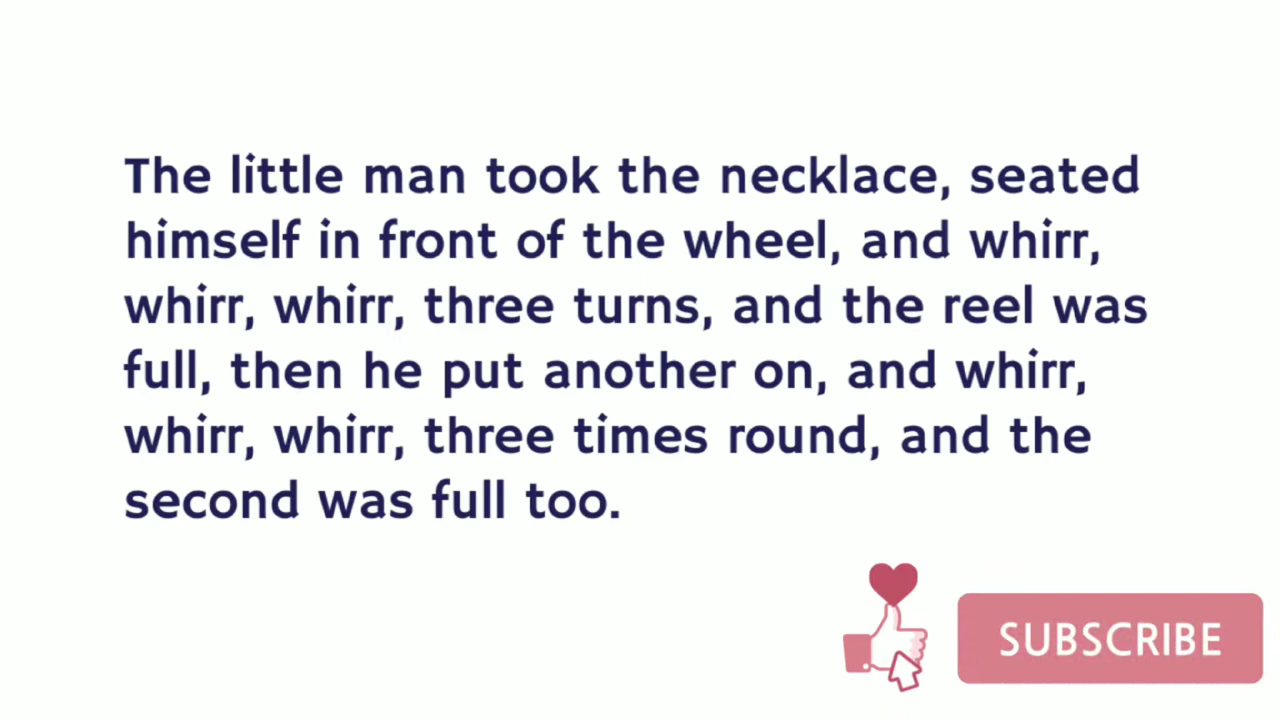 The little man took the necklace, seated
himself in front of the wheel, and whirr,
whirr, whirr, three turns, and the reel was
full, then he put another on, and whirr,
whirr, whirr, three times round, and the
second was full too.
SUBSCRIBE